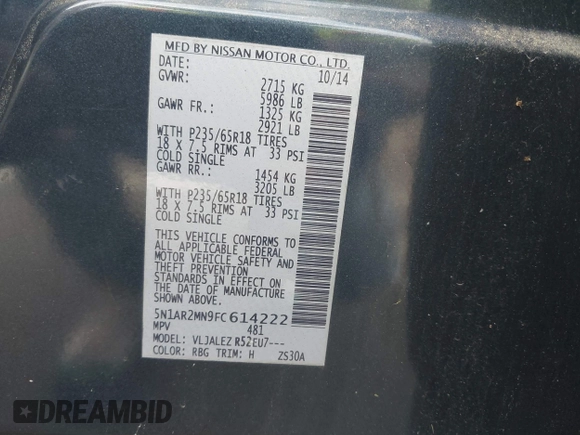 MFD BY NISSAN MOTOR CO., LTD.
DATE: 10/14
GVWR: 2715 KG
5986 LB
GAWR FR.: 1325 KG
2921 LB
WITH P235/65R18 TIRES
18 X 7.5 RIMS AT 33 PSI
COLD SINGLE
GAWR RR.: 1454 KG
3205 LB
WITH P235/65R18 TIRES
18 X 7.5 RIMS AT 33 PSI
COLD SINGLE
THIS VEHICLE CONFORMS TO
ALL APPLICABLE FEDERAL
MOTOR VEHICLE SAFETY AND
THEFT PREVENTION
STANDARDS IN EFFECT ON
THE DATE OF MANUFACTURE
SHOWN ABOVE.
5N1AR2MN9FC614222
MPV 481
MODEL: VLJALEZ R52EU7---
COLOR: RBG TRIM: H ZS30A
DREAMBID